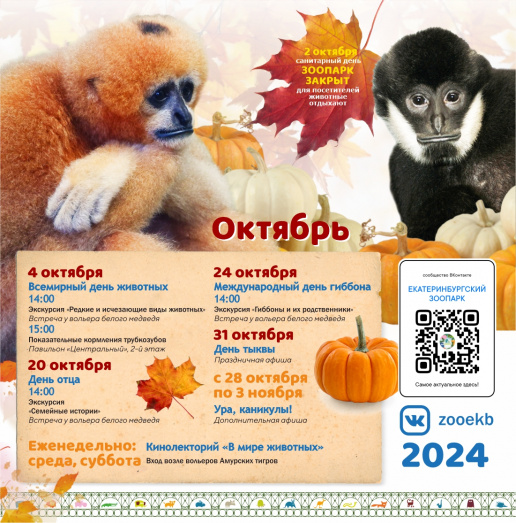 2 октября
санитарный день
ЗООПАРК
ЗАКРЫТ
для посетителей
животные
отдыхают
Октябрь
4 октября
Всемирный день животных
14:00
Экскурсия «Редкие и исчезающие виды животных»
Встреча у вольера белого медведя
15:00
Показательные кормления трубкозубов
Павильон «Центральный», 2-й этаж
20 октября
День отца
14:00
Экскурсия
«Семейные истории»
Встреча у вольера белого медведя
24 октября
Международный день гиббона
14:00
Экскурсия «Гиббоны и их родственники»
Встреча у вольера белого медведя
31 октября
День тыквы
Праздничная афиша
с 28 октября
по 3 ноября
Ура, каникулы!
Дополнительная афиша
Еженедельно:
среда, суббота
Кинолекторий «В мире животных»
Вход возле вольеров Амурских тигров
сообщество ВКонтакте
ЕКАТЕРИНБУРГСКИЙ
ЗООПАРК
Самое актуальное здесь!
zooekb
2024